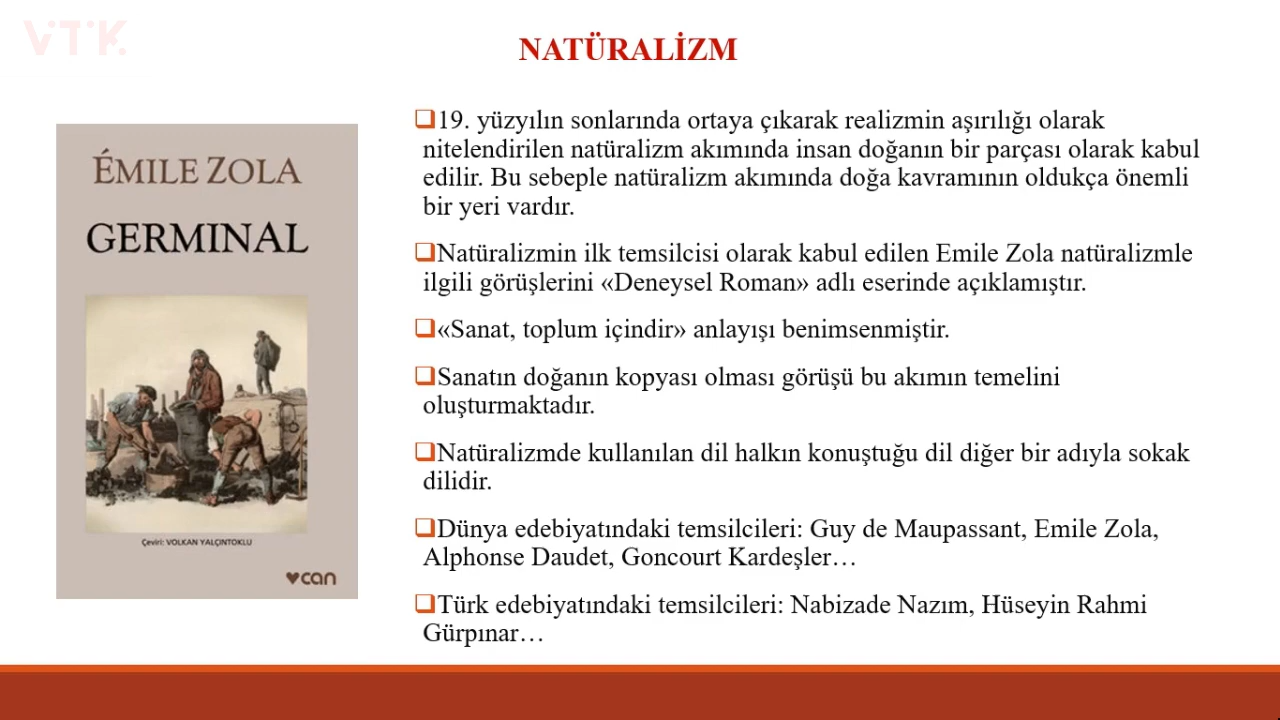 VİTİK.
NATÜRALİZM
ÉMILE ZOLA
GERMINAL
Çeviri: VOLKAN YALÇINTOKLU
can
19. yüzyılın sonlarında ortaya çıkarak realizmin aşırılığı olarak
nitelendirilen natüralizm akımında insan doğanın bir parçası olarak kabul
edilir. Bu sebeple natüralizm akımında doğa kavramının oldukça önemli
bir yeri vardır.
Natüralizmin ilk temsilcisi olarak kabul edilen Emile Zola natüralizmle
ilgili görüşlerini «Deneysel Roman» adlı eserinde açıklamıştır.
«Sanat, toplum içindir» anlayışı benimsenmiştir.
Sanatın doğanın kopyası olması görüşü bu akımın temelini
oluşturmaktadır.
Natüralizmde kullanılan dil halkın konuştuğu dil diğer bir adıyla sokak
dilidir.
Dünya edebiyatındaki temsilcileri: Guy de Maupassant, Emile Zola,
Alphonse Daudet, Goncourt Kardeşler…
Türk edebiyatındaki temsilcileri: Nabizade Nazım, Hüseyin Rahmi
Gürpınar…